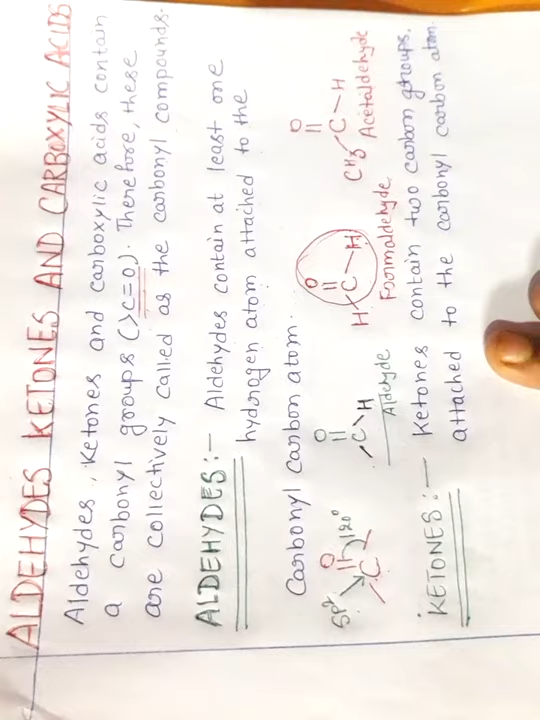 ALDEHYDES KETONES AND CARBOXYLIC ACIDS
Aldehydes, Ketones and carboxylic acids contain
a carbonyl groups (>C=O). Therefore, these
are collectively called as the carbonyl compounds.
ALDEHYDES:- Aldehydes contain at least one
hydrogen atom attached to the
Carbonyl carbon atom.
SP² O C 120°
O C H
Aldehyde
O H C H
Foormaldehyde
O CH3 C H
Acetaldehyde
KETONES:- Ketones contain two carbon groups.
attached to the carbonyl carbon atom.